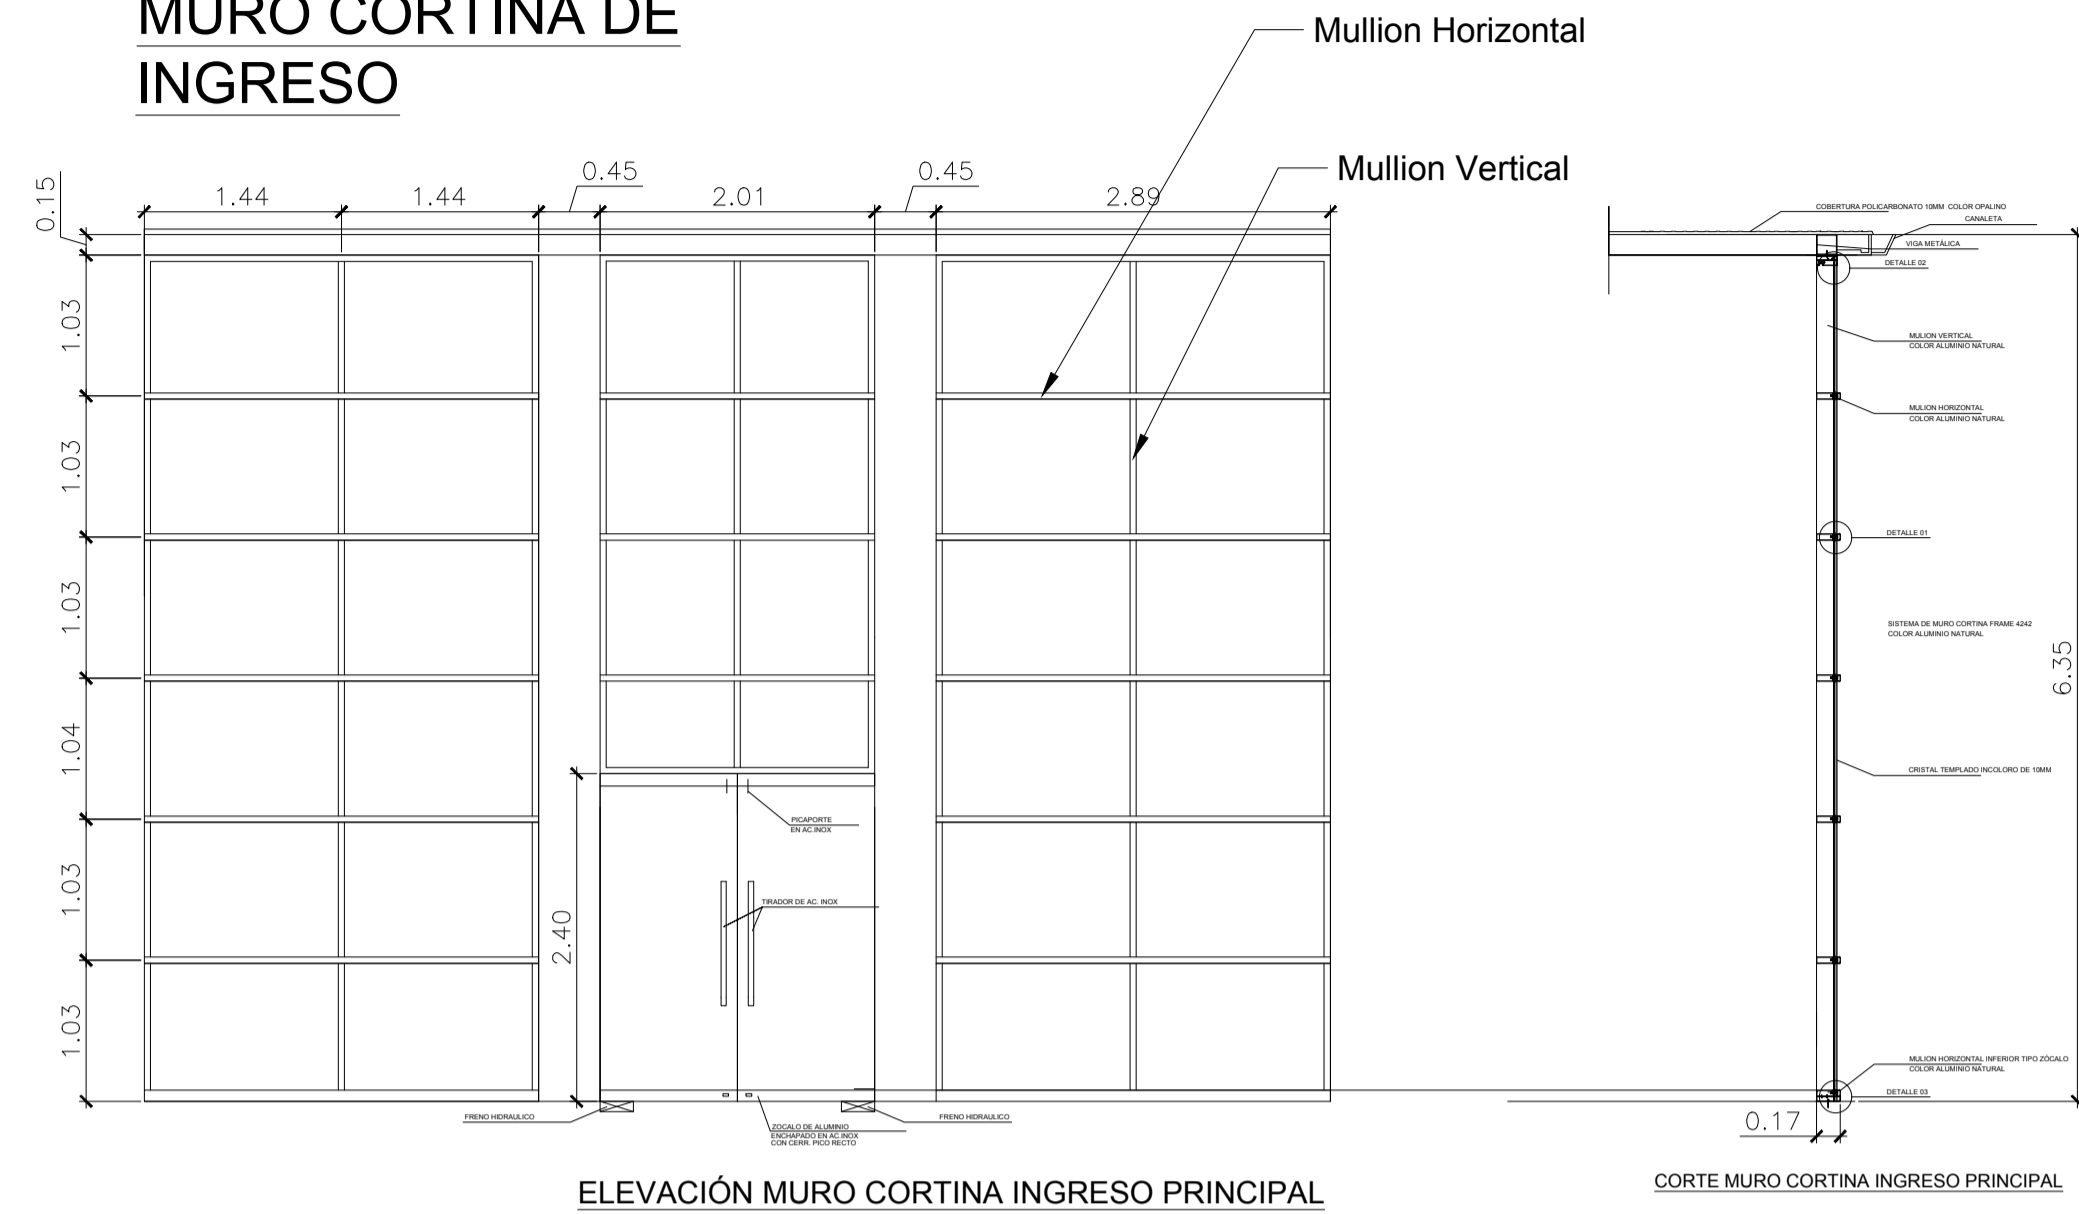 MURO CORTINA DE
INGRESO
Mullion Horizontal
Mullion Vertical
0.15
1.44
1.44
0.45
2.01
0.45
2.89
1.03
1.03
1.03
1.04
1.03
1.03
2.40
PICAPORTE
EN AC.INOX
TIRADOR DE AC. INOX
FRENO HIDRAULICO
FRENO HIDRAULICO
ZOCALO DE ALUMINIO
ENCHAPADO EN AC.INOX
CON CERR. PICO RECTO
ELEVACIÓN MURO CORTINA INGRESO PRINCIPAL
COBERTURA POLICARBONATO 10MM COLOR OPALINO
CANALETA
VIGA METÁLICA
DETALLE 02
MULION VERTICAL
COLOR ALUMINIO NATURAL
MULION HORIZONTAL
COLOR ALUMINIO NATURAL
DETALLE 01
SISTEMA DE MURO CORTINA FRAME 4242
COLOR ALUMINIO NATURAL
6.35
CRISTAL TEMPLADO INCOLORO DE 10MM
MULION HORIZONTAL INFERIOR TIPO ZÓCALO
COLOR ALUMINIO NATURAL
DETALLE 03
0.17
CORTE MURO CORTINA INGRESO PRINCIPAL